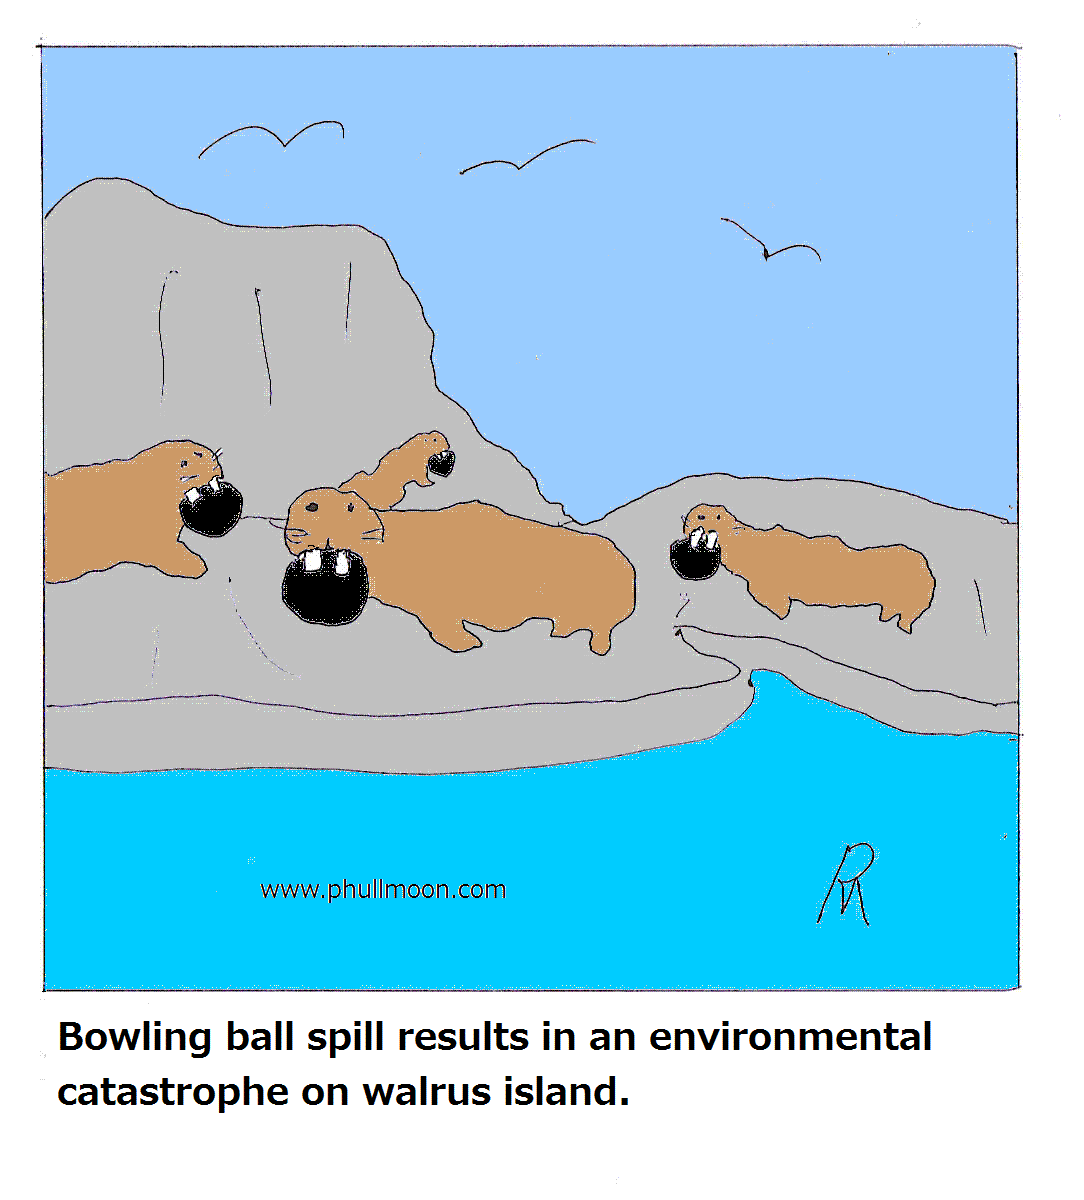 www.phullmoon.com
Bowling ball spill results in an environmental
catastrophe on walrus island.